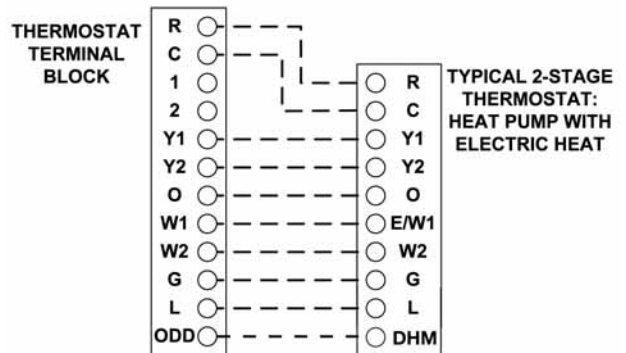 THERMOSTAT
TERMINAL
BLOCK
R
C
1
2
Y1
Y2
O
W1
W2
G
L
ODD
R
C
Y1
Y2
O
E/W1
W2
G
L
DHM
TYPICAL 2-STAGE
THERMOSTAT:
HEAT PUMP WITH
ELECTRIC HEAT